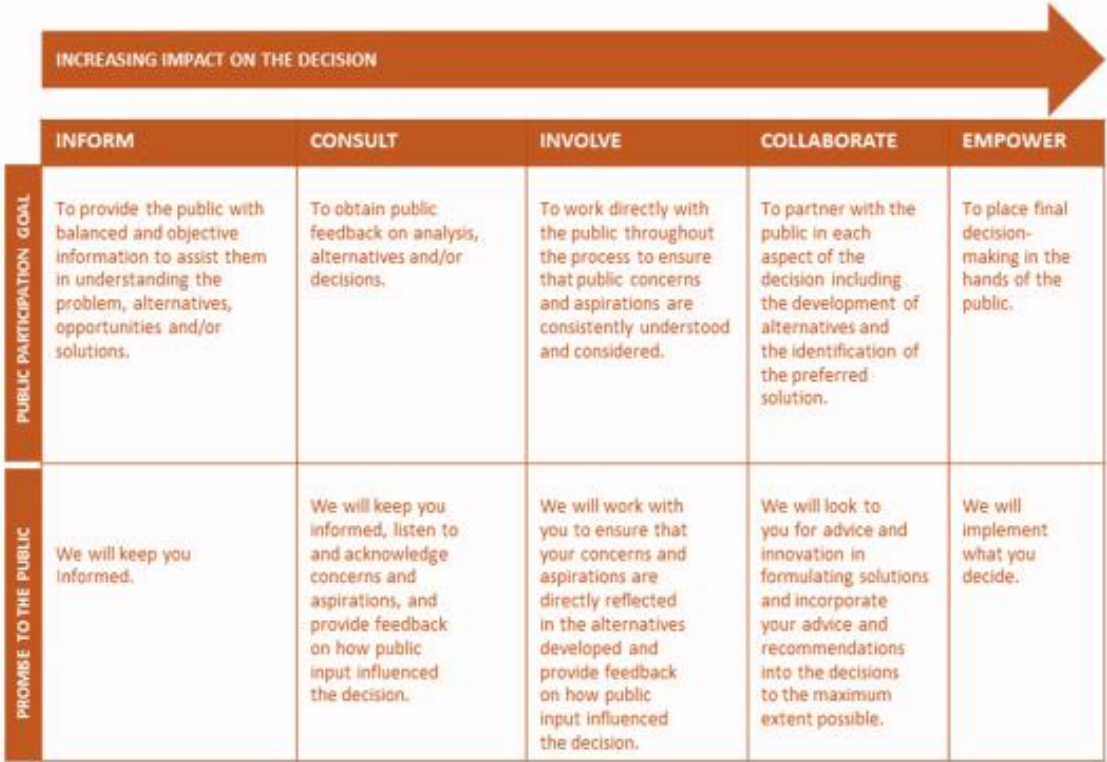 INCREASING IMPACT ON THE DECISION
INFORM
CONSULT
INVOLVE
COLLABORATE
EMPOWER
PUBLIC PARTICIPATION GOAL
To provide the public with
balanced and objective
information to assist them
in understanding the
problem, alternatives,
opportunities and/or
solutions.
To obtain public
feedback on analysis,
alternatives and/or
decisions.
To work directly with
the public throughout
the process to ensure
that public concerns
and aspirations are
consistently understood
and considered.
To partner with the
public in each
aspect of the
decision including
the development of
alternatives and
the identification of
the preferred
solution.
To place final
decision-
making in the
hands of the
public.
PROMISE TO THE PUBLIC
We will keep you
Informed.
We will keep you
informed, listen to
and acknowledge
concerns and
aspirations, and
provide feedback
on how public
input influenced
the decision.
We will work with
you to ensure that
your concerns and
aspirations are
directly reflected
in the alternatives
developed and
provide feedback
on how public
input influenced
the decision.
We will look to
you for advice and
innovation in
formulating solutions
and incorporate
your advice and
recommendations
into the decisions
to the maximum
extent possible.
We will
implement
what you
decide.